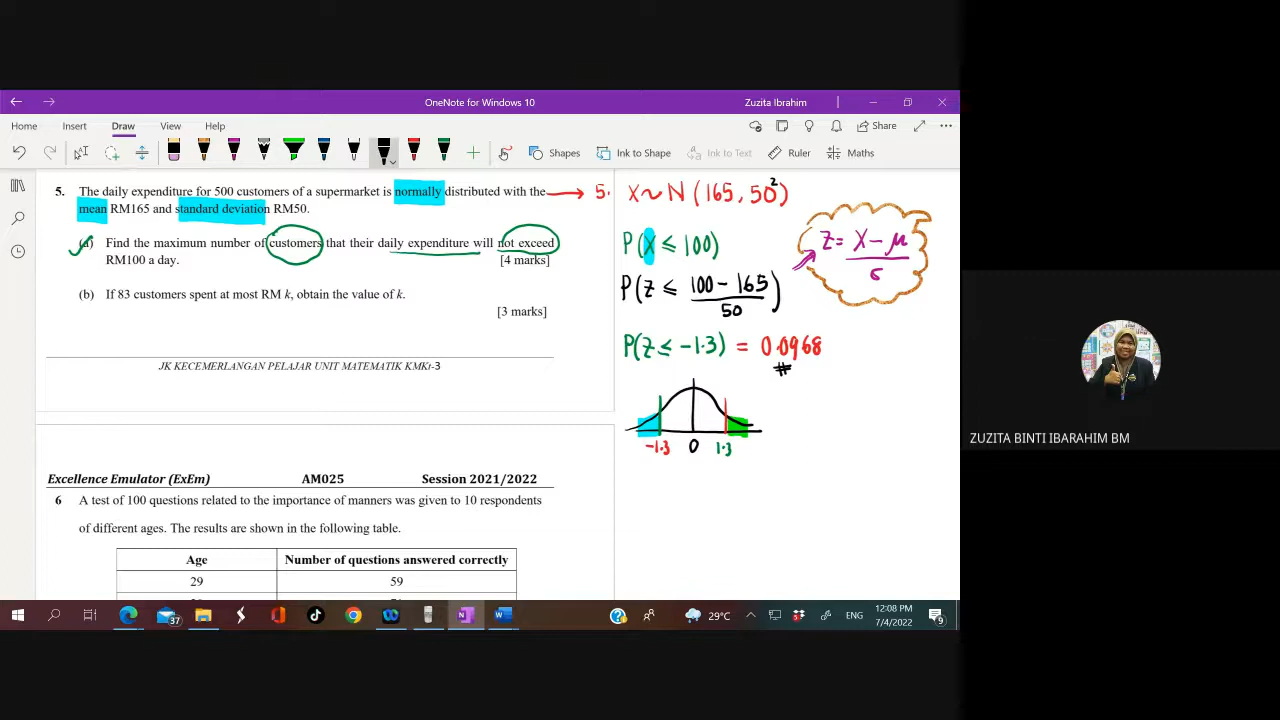 OneNote for Windows 10
Zuzita Ibrahim
Home
Insert
Draw
View
Help
Share
Shapes
Ink to Shape
Ink to Text
Ruler
Maths
5. The daily expenditure for 500 customers of a supermarket is normally distributed with the
mean RM165 and standard deviation RM50.
(a) Find the maximum number of customers that their daily expenditure will not exceed
RM100 a day. [4 marks]
(b) If 83 customers spent at most RM k, obtain the value of k.
[3 marks]
JK KECEMERLANGAN PELAJAR UNIT MATEMATIK KMKt-3
5. X ~ N (165, 50²)
P(X ≤ 100)
Z = X - μ
σ
P(Z ≤ 100 - 165)
50
P(Z ≤ -1.3) = 0.0968
#
-1.3 0 1.3
Excellence Emulator (ExEm) AM025 Session 2021/2022
6 A test of 100 questions related to the importance of manners was given to 10 respondents
of different ages. The results are shown in the following table.
Age Number of questions answered correctly
29 59
ZUZITA BINTI IBARAHIM BM
37
29°C
ENG
12:08 PM
7/4/2022
9